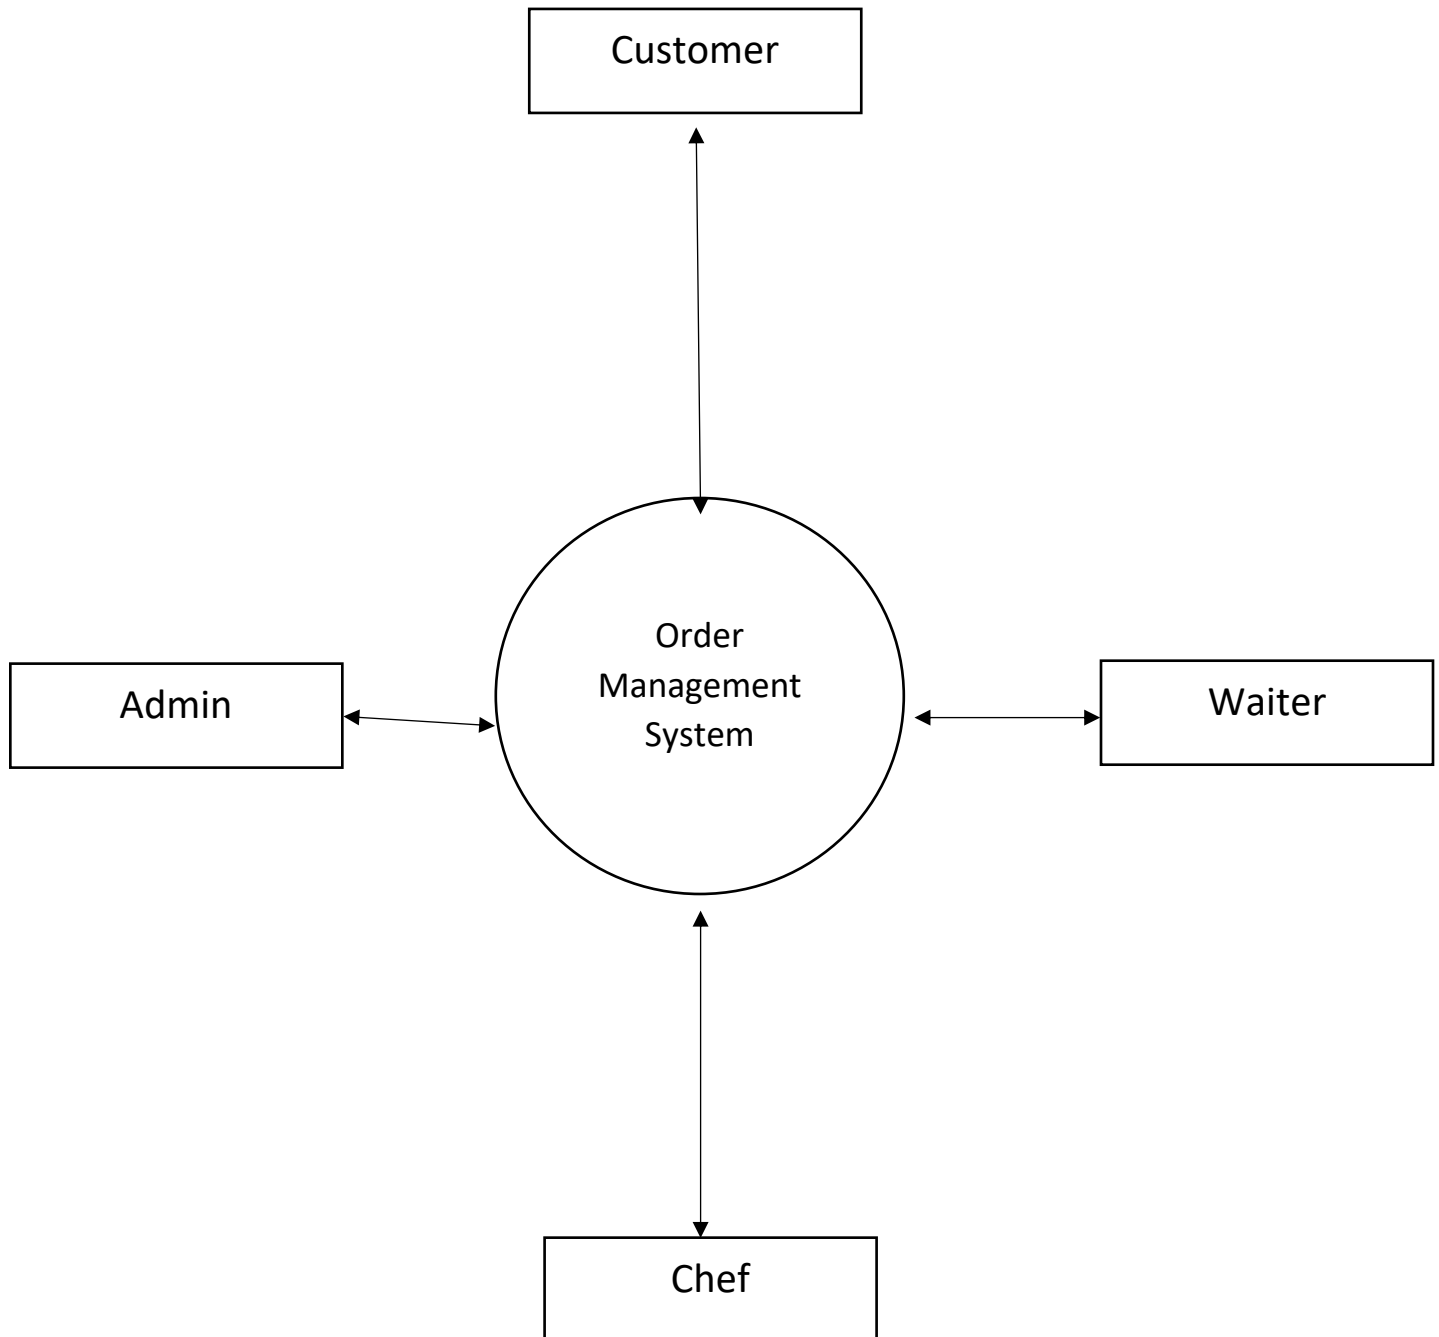 Customer
Order
Management
System
Admin
Waiter
Chef